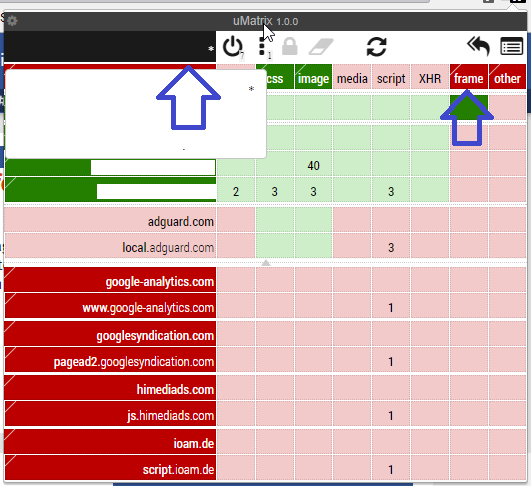 uMatrix 1.0.0
* 7 1
css image media script XHR frame other
*
.
40
2 3 3 3
adguard.com
local.adguard.com 3
google-analytics.com
www.google-analytics.com 1
googlesyndication.com
pagead2.googlesyndication.com 1
himediads.com
js.himediads.com 1
ioam.de
script.ioam.de 1